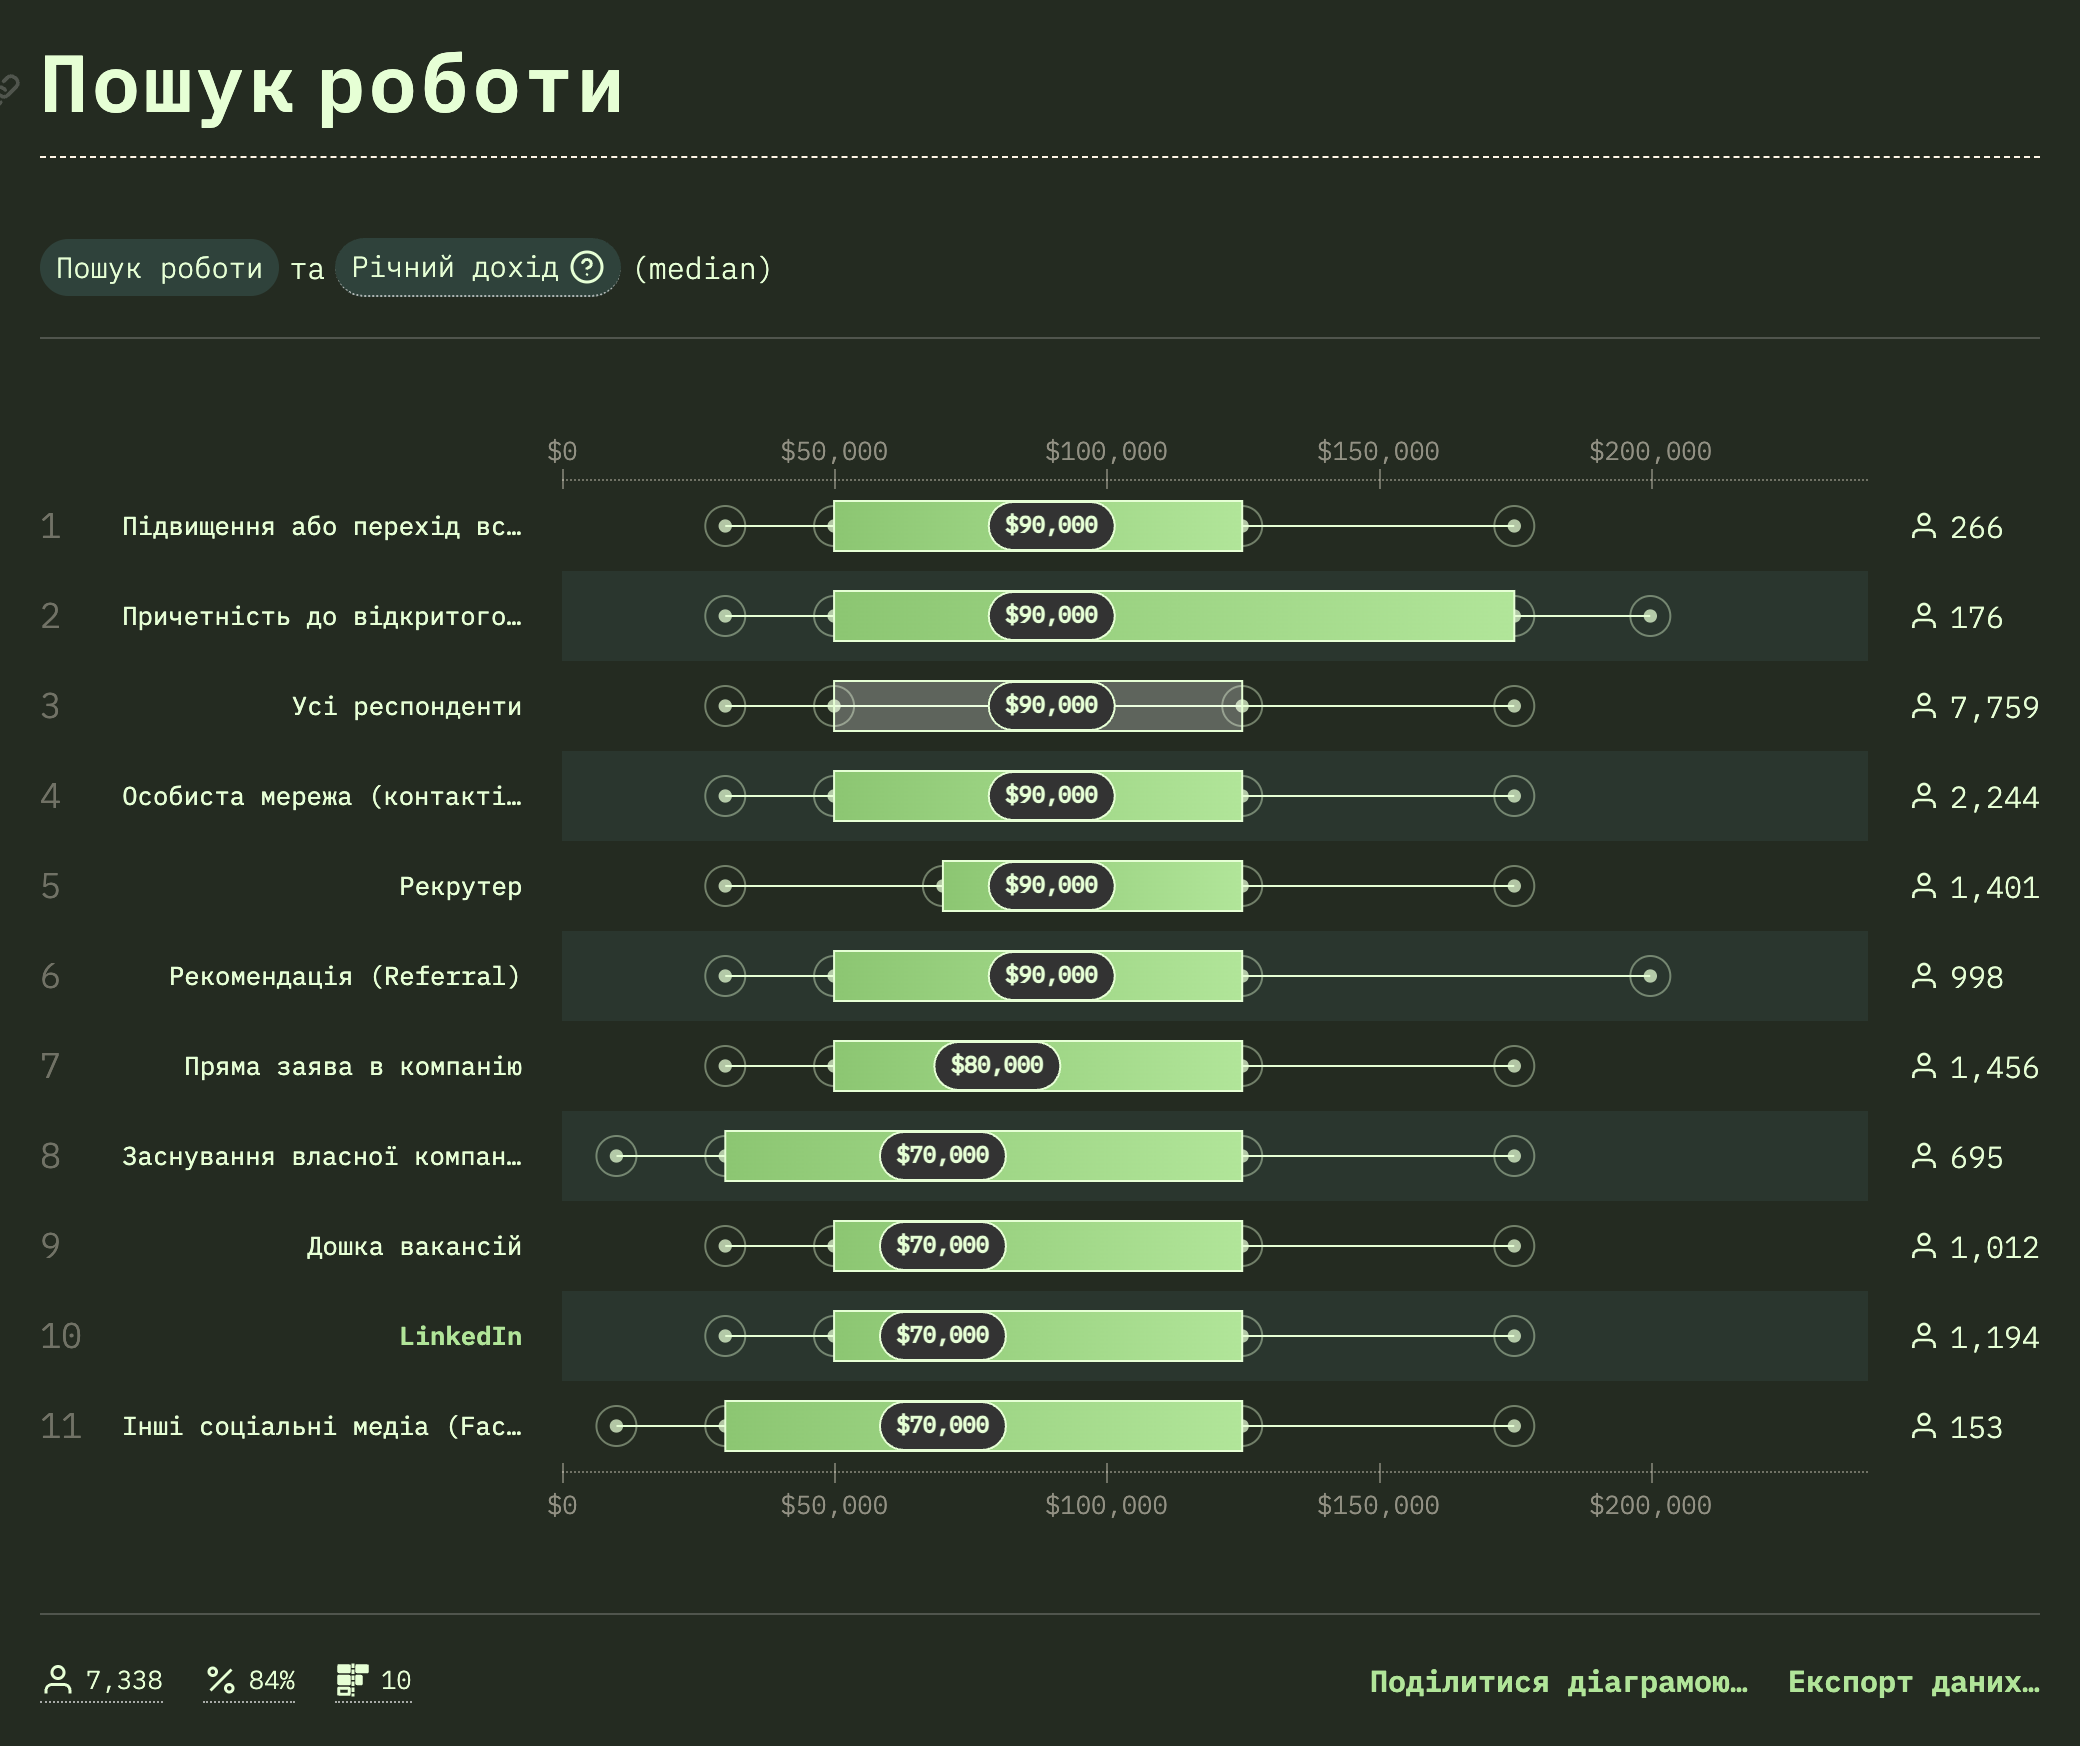 Пошук роботи
Пошук роботи та Річний дохід (median)
$0 $50,000 $100,000 $150,000 $200,000
1 Підвищення або перехід вс… $90,000 266
2 Причетність до відкритого… $90,000 176
3 Усі респонденти $90,000 7,759
4 Особиста мережа (контакті… $90,000 2,244
5 Рекрутер $90,000 1,401
6 Рекомендація (Referral) $90,000 998
7 Пряма заява в компанію $80,000 1,456
8 Заснування власної компан… $70,000 695
9 Дошка вакансій $70,000 1,012
10 LinkedIn $70,000 1,194
11 Інші соціальні медіа (Fac… $70,000 153
$0 $50,000 $100,000 $150,000 $200,000
7,338 84% 10 Поділитися діаграмою… Експорт даних…